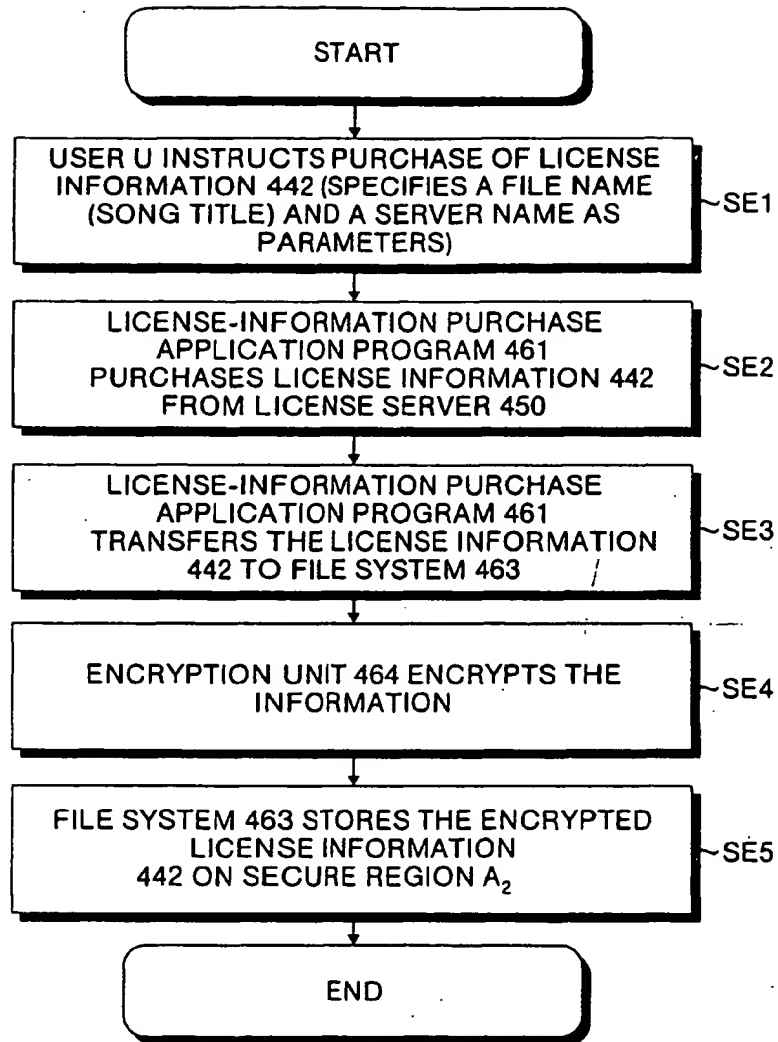 START
USER U INSTRUCTS PURCHASE OF LICENSE
INFORMATION 442 (SPECIFIES A FILE NAME
(SONG TITLE) AND A SERVER NAME AS
PARAMETERS)
SE1
LICENSE-INFORMATION PURCHASE
APPLICATION PROGRAM 461
PURCHASES LICENSE INFORMATION 442
FROM LICENSE SERVER 450
SE2
LICENSE-INFORMATION PURCHASE
APPLICATION PROGRAM 461
TRANSFERS THE LICENSE INFORMATION
442 TO FILE SYSTEM 463
SE3
ENCRYPTION UNIT 464 ENCRYPTS THE
INFORMATION
SE4
FILE SYSTEM 463 STORES THE ENCRYPTED
LICENSE INFORMATION
442 ON SECURE REGION A₂
SE5
END